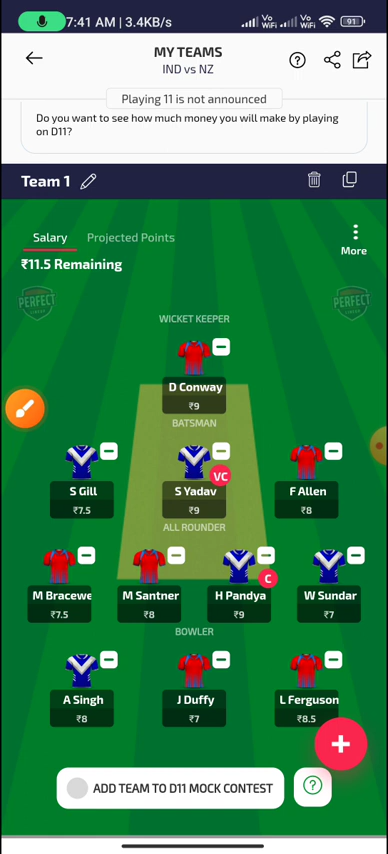 7:41 AM | 3.4KB/s
Vo WiFi
Vo WiFi
91
MY TEAMS
IND vs NZ
Playing 11 is not announced
Do you want to see how much money you will make by playing
on D11?
Team 1
Salary
Projected Points
More
₹11.5 Remaining
PERFECT
PERFECT
WICKET KEEPER
D Conway
₹9
BATSMAN
VC
S Gill
S Yadav
F Allen
₹7.5
₹9
₹8
ALL ROUNDER
C
M Bracewe
M Santner
H Pandya
W Sundar
₹7.5
₹8
₹9
₹7
BOWLER
A Singh
J Duffy
L Ferguson
₹8
₹7
₹8.5
+
ADD TEAM TO D11 MOCK CONTEST
?